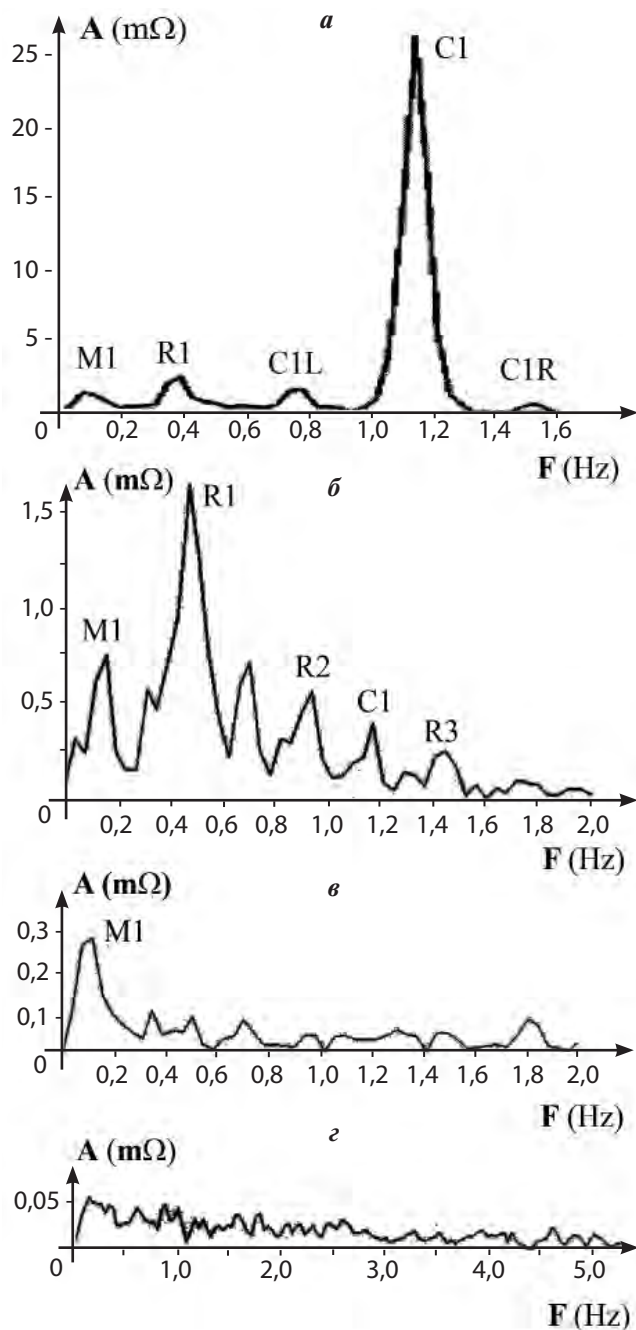 A (mΩ)
а
C1
25
20
15
10
5
M1
R1
C1L
C1R
0
0,2 0,4 0,6 0,8 1,0 1,2 1,4 1,6
F (Hz)
A (mΩ)
б
R1
1,5
1,0
M1
R2
0,5
C1
R3
0
0,2 0,4 0,6 0,8 1,0 1,2 1,4 1,6 1,8 2,0
F (Hz)
A (mΩ)
в
0,3
M1
0,2
0,1
0
0,2 0,4 0,6 0,8 1,0 1,2 1,4 1,6 1,8 2,0
F (Hz)
A (mΩ)
г
0,05
0
1,0 2,0 3,0 4,0 5,0
F (Hz)